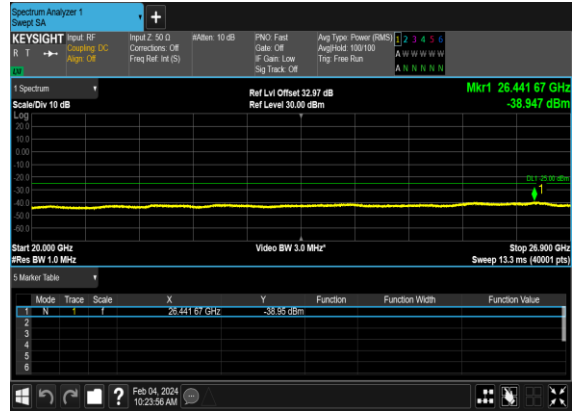 Spectrum Analyzer 1
Swept SA
+
KEYSIGHT
R T
LXI
Input: RF
Coupling: DC
Align: Off
Input Z: 50 Ω
Corrections: Off
Freq Ref: Int (S)
#Atten: 10 dB
PNO: Fast
Gate: Off
IF Gain: Low
Sig Track: Off
Avg Type: Power (RMS)
Avg|Hold: 100/100
Trig: Free Run
1 2 3 4 5 6
A W W W W W
A N N N N N
1 Spectrum
Scale/Div 10 dB
Ref Lvl Offset 32.97 dB
Ref Level 30.00 dBm
Mkr1 26.441 67 GHz
-38.947 dBm
Log
20.0
10.0
0.00
-10.0
-20.0
-30.0
-40.0
-50.0
-60.0
DL1 -25.00 dBm
1
Start 20.000 GHz
#Res BW 1.0 MHz
Video BW 3.0 MHz*
Stop 26.900 GHz
Sweep 13.3 ms (40001 pts)
5 Marker Table
Mode Trace Scale X Y Function Function Width Function Value
1 N 1 f 26.441 67 GHz -38.95 dBm
2
3
4
5
6
?
Feb 04, 2024
10:23:56 AM